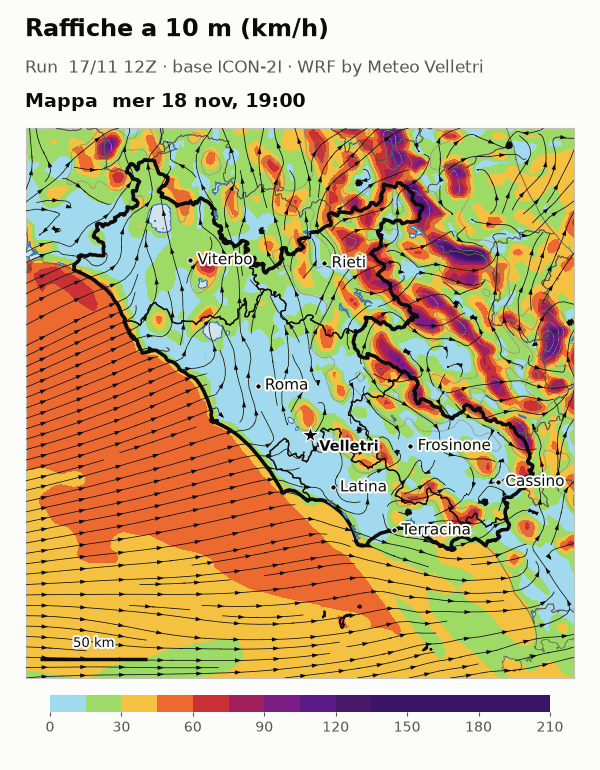 Raffiche a 10 m (km/h)
Run 17/11 12Z · base ICON-2I · WRF by Meteo Velletri
Mappa mer 18 nov, 19:00
Viterbo
Rieti
Roma
Velletri
Frosinone
Latina
Cassino
Terracina
50 km
0 30 60 90 120 150 180 210